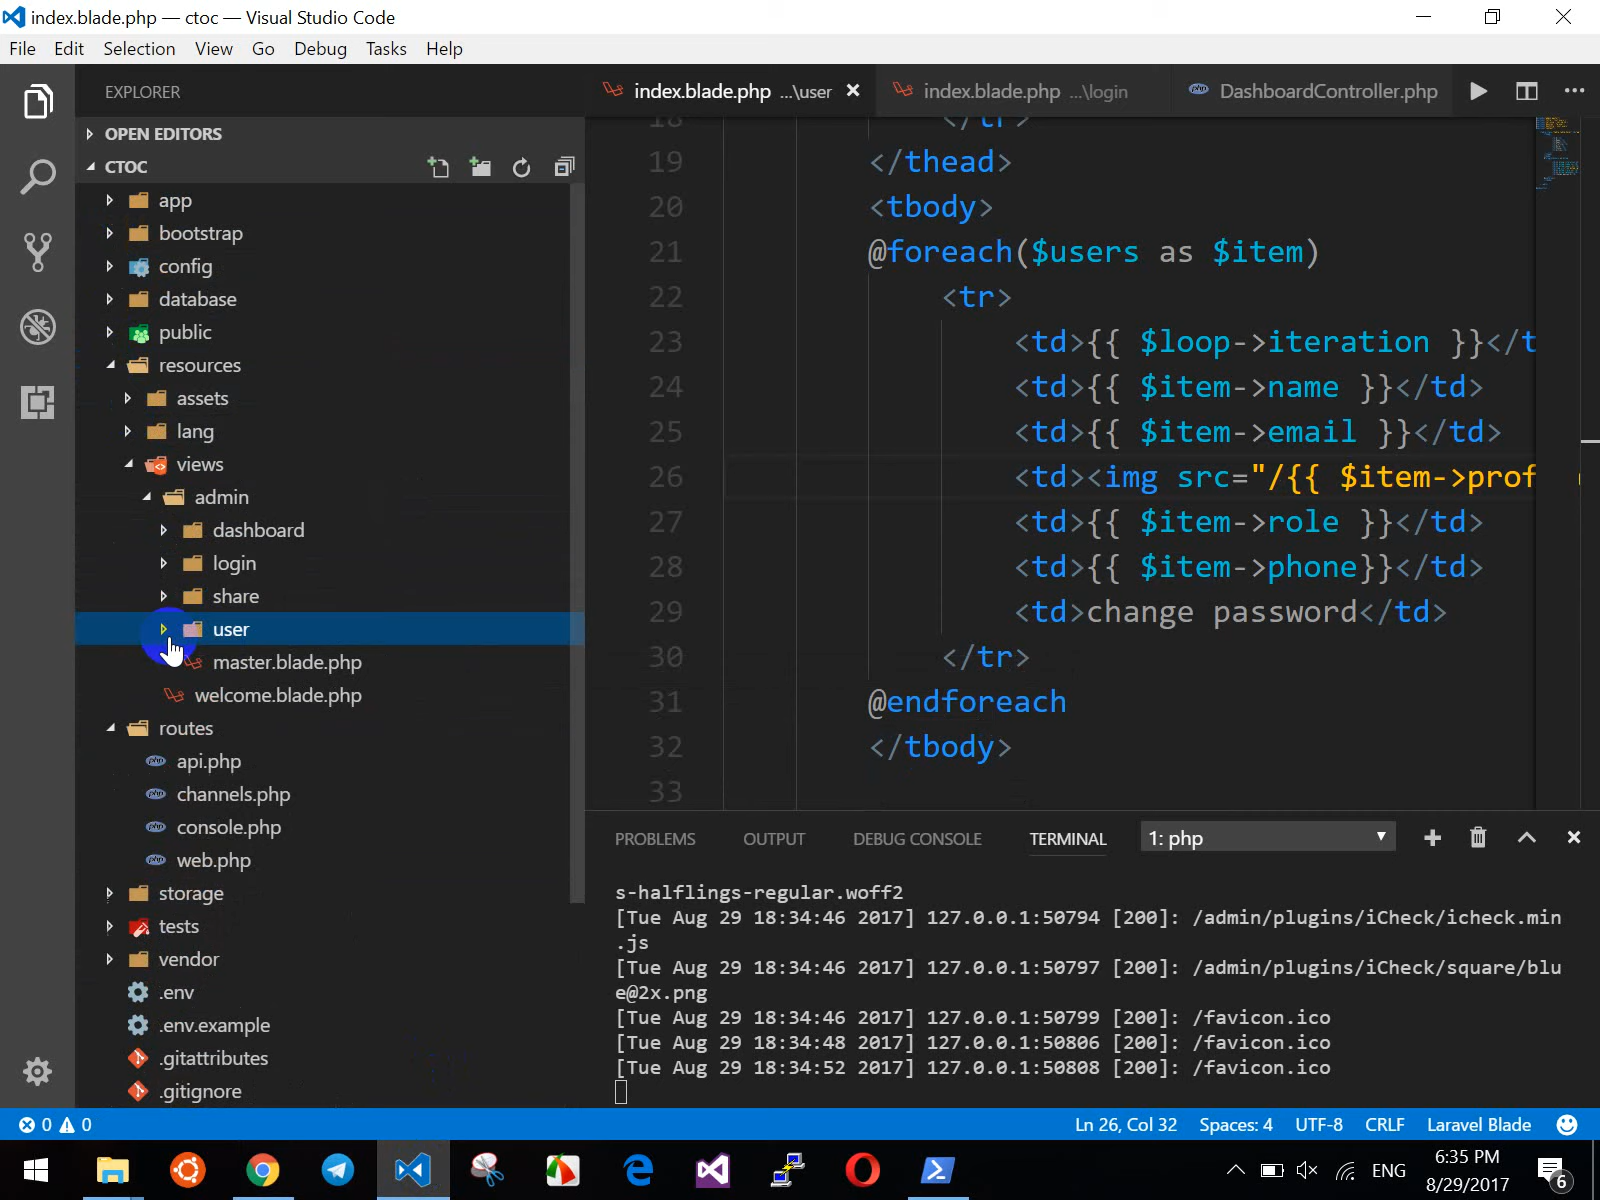 index.blade.php — ctoc — Visual Studio Code
File Edit Selection View Go Debug Tasks Help
EXPLORER
OPEN EDITORS
CTOC
app
bootstrap
config
database
public
resources
assets
lang
views
admin
dashboard
login
share
user
master.blade.php
welcome.blade.php
routes
api.php
channels.php
console.php
web.php
storage
tests
vendor
.env
.env.example
.gitattributes
.gitignore
index.blade.php ...\user index.blade.php ...\login DashboardController.php
18 </tr>
19 </thead>
20 <tbody>
21 @foreach($users as $item)
22 <tr>
23 <td>{{ $loop->iteration }}</t
24 <td>{{ $item->name }}</td>
25 <td>{{ $item->email }}</td>
26 <td><img src="/{{ $item->prof
27 <td>{{ $item->role }}</td>
28 <td>{{ $item->phone}}</td>
29 <td>change password</td>
30 </tr>
31 @endforeach
32 </tbody>
33
PROBLEMS OUTPUT DEBUG CONSOLE TERMINAL 1: php
s-halflings-regular.woff2
[Tue Aug 29 18:34:46 2017] 127.0.0.1:50794 [200]: /admin/plugins/iCheck/icheck.min
.js
[Tue Aug 29 18:34:46 2017] 127.0.0.1:50797 [200]: /admin/plugins/iCheck/square/blu
e@2x.png
[Tue Aug 29 18:34:46 2017] 127.0.0.1:50799 [200]: /favicon.ico
[Tue Aug 29 18:34:48 2017] 127.0.0.1:50806 [200]: /favicon.ico
[Tue Aug 29 18:34:52 2017] 127.0.0.1:50808 [200]: /favicon.ico
0 0 Ln 26, Col 32 Spaces: 4 UTF-8 CRLF Laravel Blade
ENG 6:35 PM
8/29/2017 6